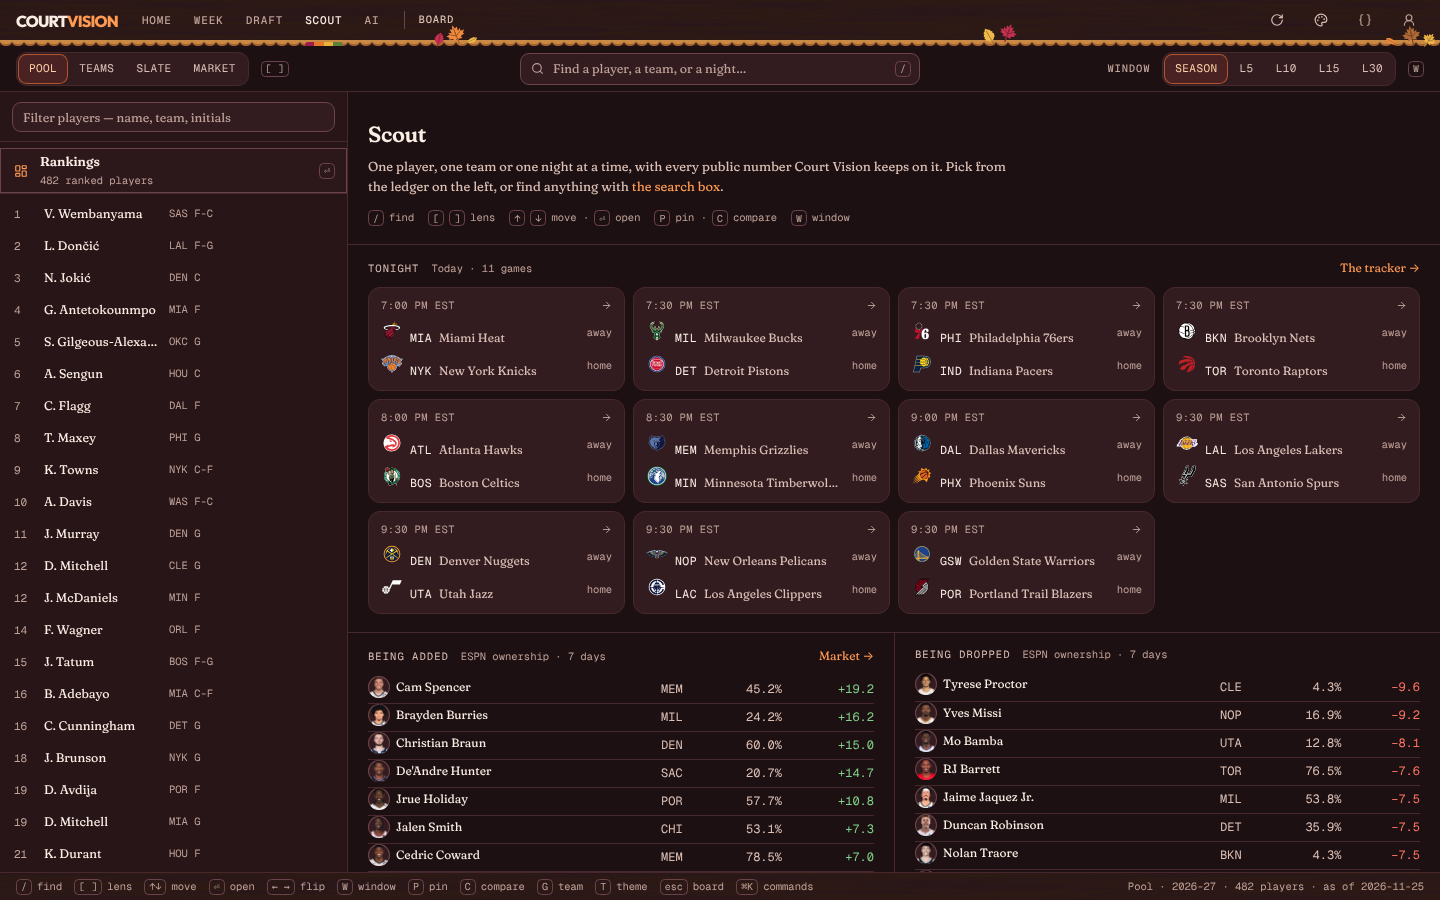 COURTVISION HOME WEEK DRAFT SCOUT AI BOARD { }
POOL TEAMS SLATE MARKET [ ] Find a player, a team, or a night... / WINDOW SEASON L5 L10 L15 L30 W
Filter players — name, team, initials
Rankings
482 ranked players
1 V. Wembanyama SAS F-C
2 L. Dončić LAL F-G
3 N. Jokić DEN C
4 G. Antetokounmpo MIA F
5 S. Gilgeous-Alexa... OKC G
6 A. Sengun HOU C
7 C. Flagg DAL F
8 T. Maxey PHI G
9 K. Towns NYK C-F
10 A. Davis WAS F-C
11 J. Murray DEN G
12 D. Mitchell CLE G
12 J. McDaniels MIN F
14 F. Wagner ORL F
15 J. Tatum BOS F-G
16 B. Adebayo MIA C-F
16 C. Cunningham DET G
18 J. Brunson NYK G
19 D. Avdija POR F
19 D. Mitchell MIA G
21 K. Durant HOU F
Scout
One player, one team or one night at a time, with every public number Court Vision keeps on it. Pick from
the ledger on the left, or find anything with the search box.
/ find [ ] lens ↑ ↓ move · ⏎ open P pin · C compare W window
TONIGHT Today · 11 games The tracker →
7:00 PM EST →
MIA Miami Heat away
NYK New York Knicks home
7:30 PM EST →
MIL Milwaukee Bucks away
DET Detroit Pistons home
7:30 PM EST →
PHI Philadelphia 76ers away
IND Indiana Pacers home
7:30 PM EST →
BKN Brooklyn Nets away
TOR Toronto Raptors home
8:00 PM EST →
ATL Atlanta Hawks away
BOS Boston Celtics home
8:30 PM EST →
MEM Memphis Grizzlies away
MIN Minnesota Timberwol... home
9:00 PM EST →
DAL Dallas Mavericks away
PHX Phoenix Suns home
9:30 PM EST →
LAL Los Angeles Lakers away
SAS San Antonio Spurs home
9:30 PM EST →
DEN Denver Nuggets away
UTA Utah Jazz home
9:30 PM EST →
NOP New Orleans Pelicans away
LAC Los Angeles Clippers home
9:30 PM EST →
GSW Golden State Warriors away
POR Portland Trail Blazers home
BEING ADDED ESPN ownership · 7 days Market →
Cam Spencer MEM 45.2% +19.2
Brayden Burries MIL 24.2% +16.2
Christian Braun DEN 60.0% +15.0
De'Andre Hunter SAC 20.7% +14.7
Jrue Holiday POR 57.7% +10.8
Jalen Smith CHI 53.1% +7.3
Cedric Coward MEM 78.5% +7.0
BEING DROPPED ESPN ownership · 7 days
Tyrese Proctor CLE 4.3% −9.6
Yves Missi NOP 16.9% −9.2
Mo Bamba UTA 12.8% −8.1
RJ Barrett TOR 76.5% −7.6
Jaime Jaquez Jr. MIL 53.8% −7.5
Duncan Robinson DET 35.9% −7.5
Nolan Traore BKN 4.3% −7.5
/ find [ ] lens ↑↓ move ⏎ open ← → flip W window P pin C compare G team T theme esc board ⌘K commands Pool · 2026-27 · 482 players · as of 2026-11-25